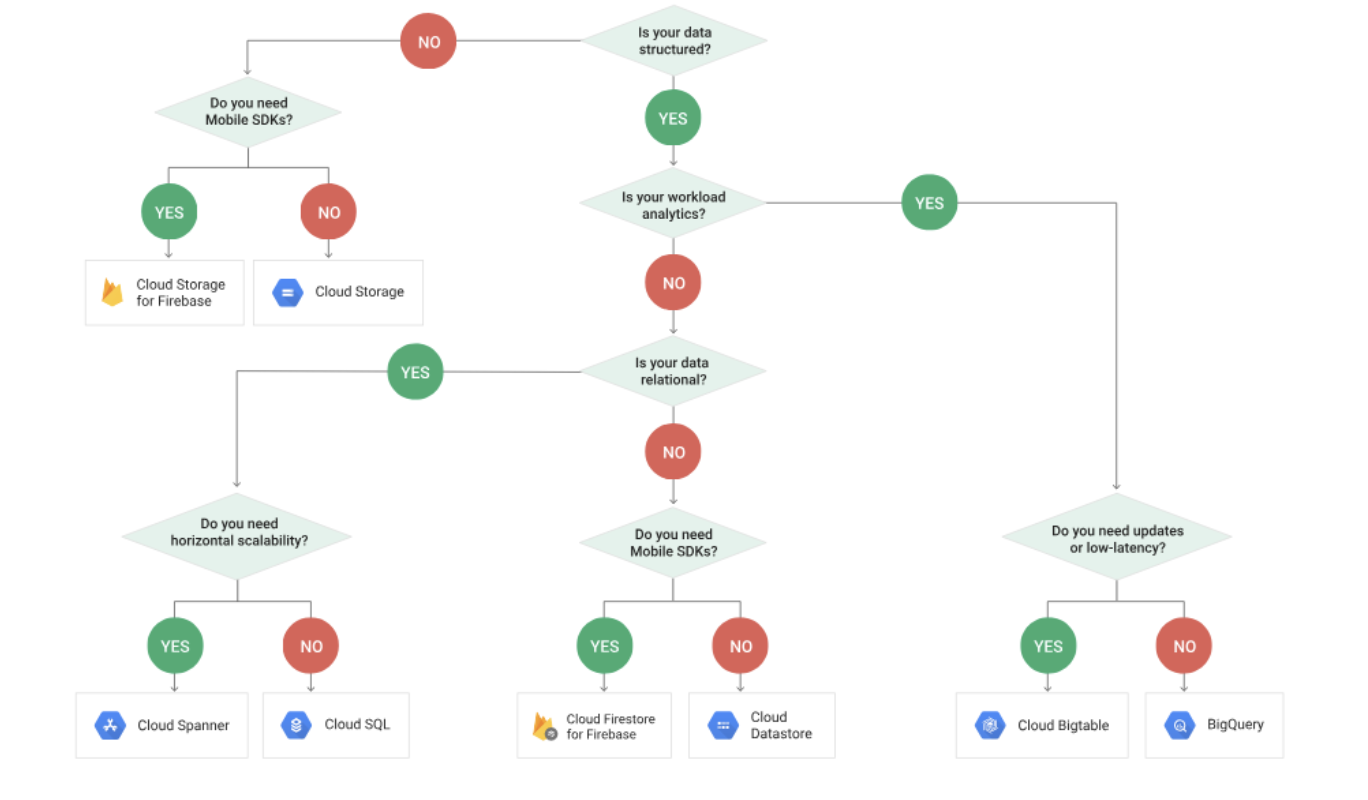 Is your data
structured?
NO
Do you need
Mobile SDKs?
YES
Is your workload
analytics?
YES
YES
NO
NO
Cloud Storage
for Firebase
Cloud Storage
Is your data
relational?
YES
NO
Do you need
horizontal scalability?
Do you need
Mobile SDKs?
Do you need updates
or low-latency?
YES
NO
YES
NO
YES
NO
Cloud Spanner
Cloud SQL
Cloud Firestore
for Firebase
Cloud
Datastore
Cloud Bigtable
BigQuery